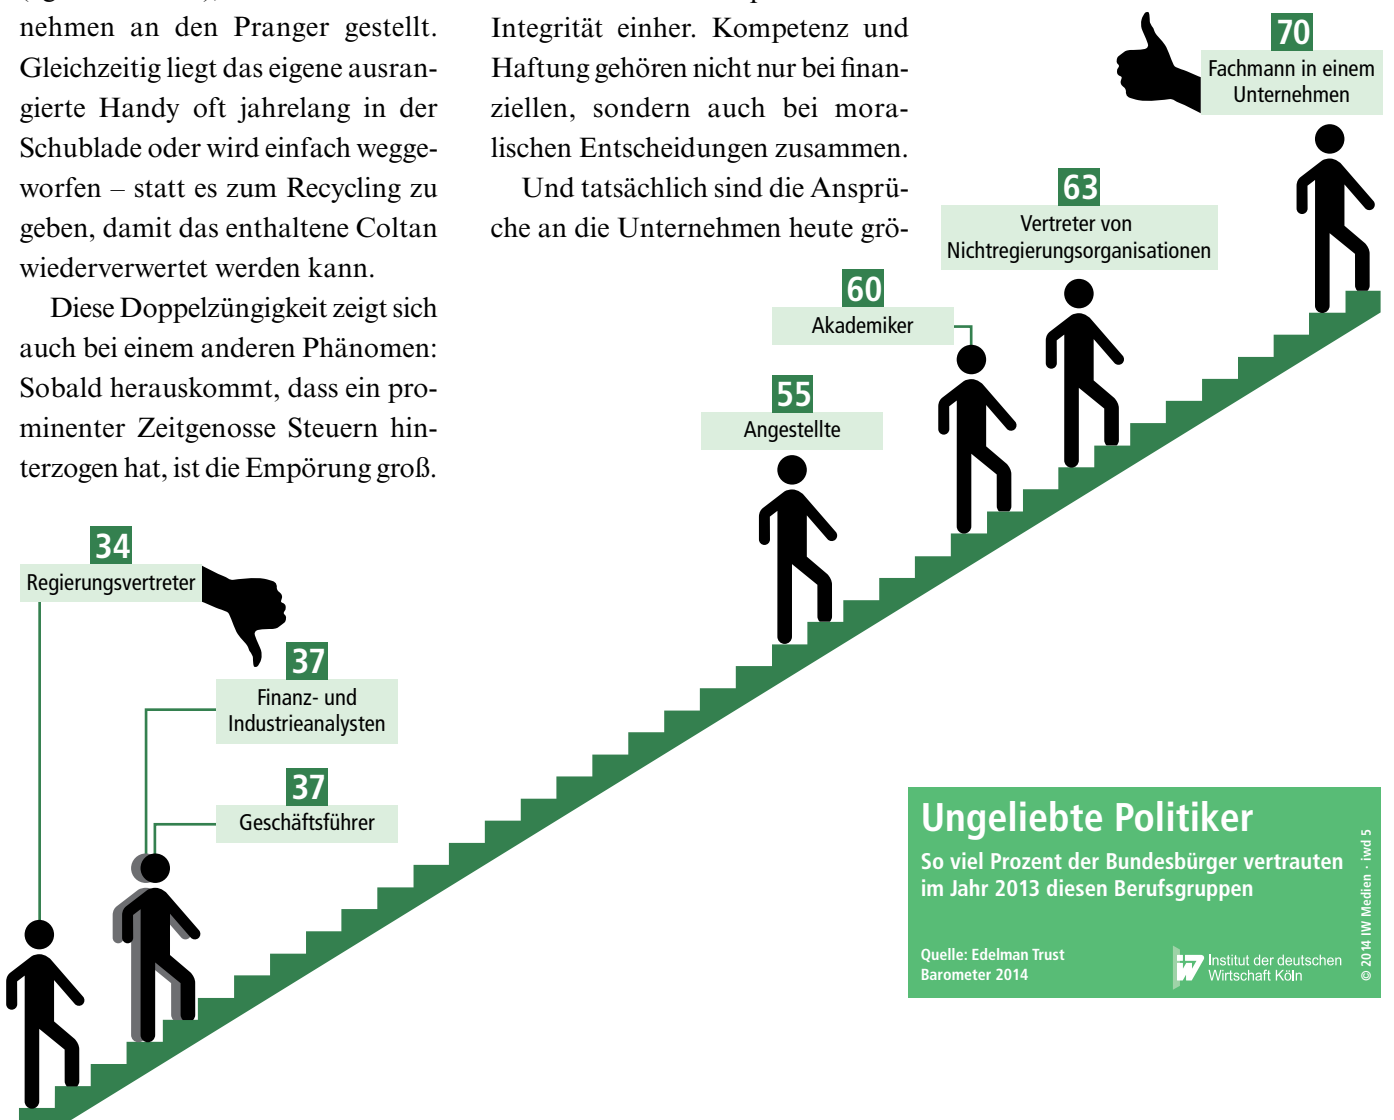 nehmen an den Pranger gestellt.
Gleichzeitig liegt das eigene ausran-
gierte Handy oft jahrelang in der
Schublade oder wird einfach wegge-
worfen – statt es zum Recycling zu
geben, damit das enthaltene Coltan
wiederverwertet werden kann.
Diese Doppelzüngigkeit zeigt sich
auch bei einem anderen Phänomen:
Sobald herauskommt, dass ein pro-
minenter Zeitgenosse Steuern hin-
terzogen hat, ist die Empörung groß.
Integrität einher. Kompetenz und
Haftung gehören nicht nur bei finan-
ziellen, sondern auch bei mora-
lischen Entscheidungen zusammen.
Und tatsächlich sind die Ansprü-
che an die Unternehmen heute grö-
70
Fachmann in einem
Unternehmen
63
Vertreter von
Nichtregierungsorganisationen
60
Akademiker
55
Angestellte
34
Regierungsvertreter
37
Finanz- und
Industrieanalysten
37
Geschäftsführer
Ungeliebte Politiker
So viel Prozent der Bundesbürger vertrauten
im Jahr 2013 diesen Berufsgruppen
Quelle: Edelman Trust
Barometer 2014
iw
Institut der deutschen
Wirtschaft Köln
© 2014 IW Medien · iwd 5